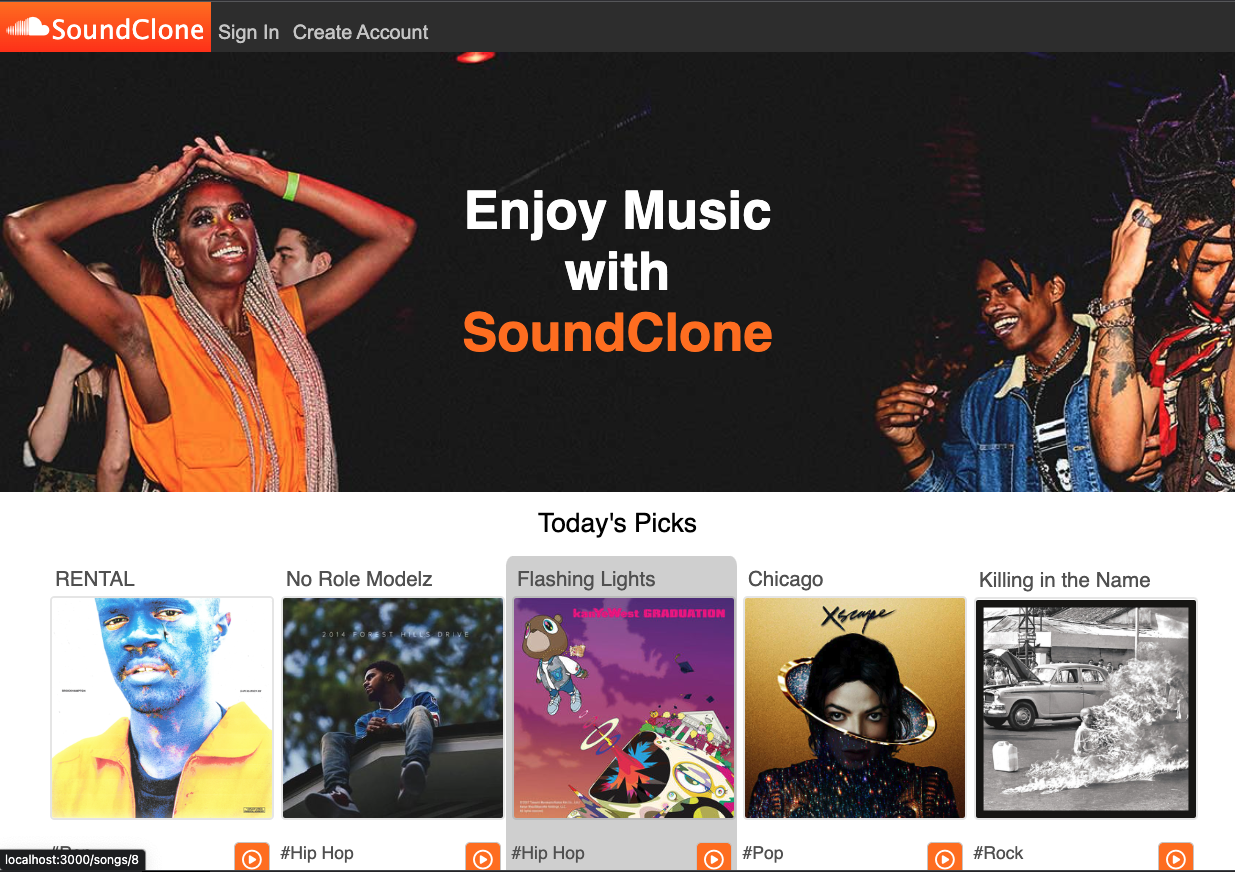 SoundClone
Sign In
Create Account
Enjoy Music
with
SoundClone
Today's Picks
RENTAL
No Role Modelz
Flashing Lights
Chicago
Killing in the Name
2014 FOREST HILLS DRIVE
GRADUATION
Xscape
#Hip Hop
#Hip Hop
#Pop
#Rock
localhost:3000/songs/8